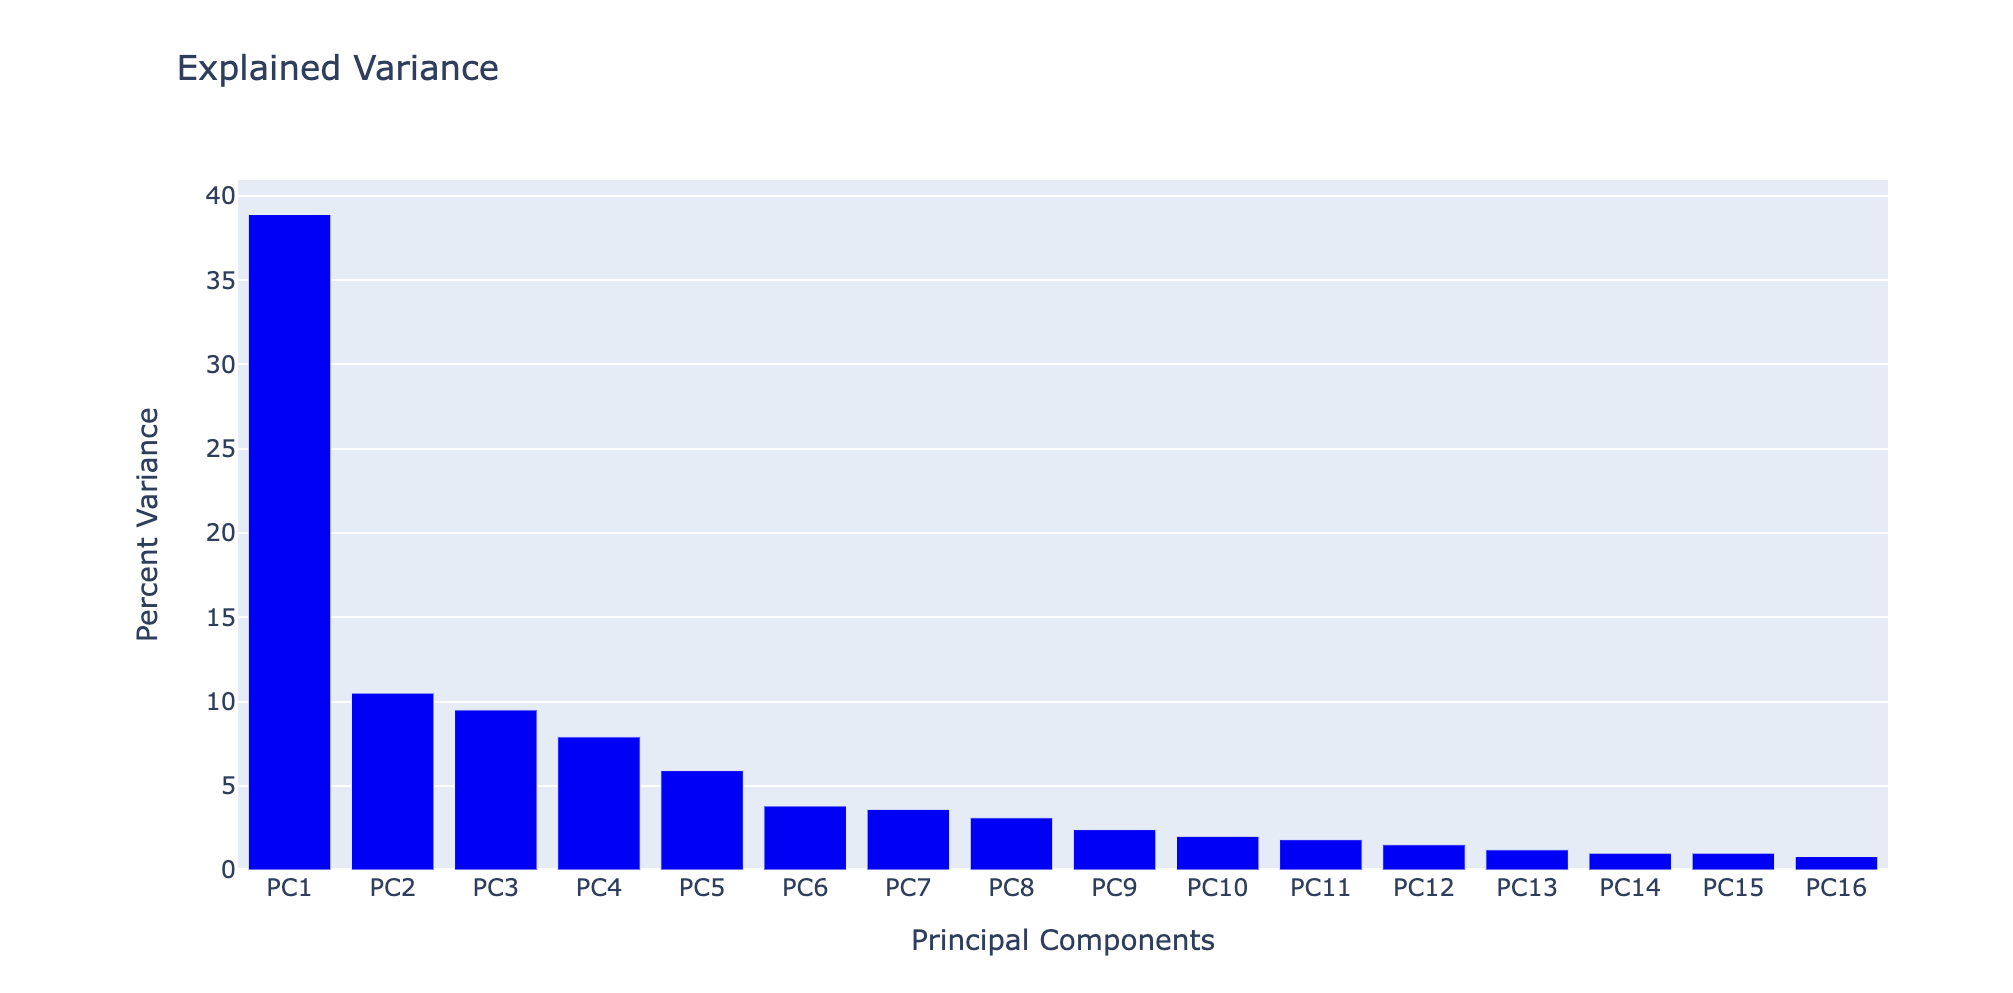 Explained Variance
40
35
30
25
20
15
10
5
0
Percent Variance
PC1 PC2 PC3 PC4 PC5 PC6 PC7 PC8 PC9 PC10 PC11 PC12 PC13 PC14 PC15 PC16
Principal Components